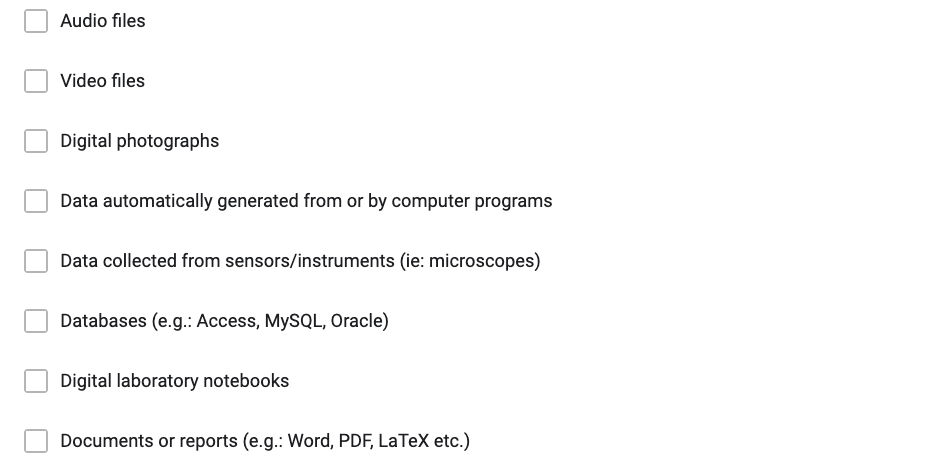 Audio files
Video files
Digital photographs
Data automatically generated from or by computer programs
Data collected from sensors/instruments (ie: microscopes)
Databases (e.g.: Access, MySQL, Oracle)
Digital laboratory notebooks
Documents or reports (e.g.: Word, PDF, LaTeX etc.)